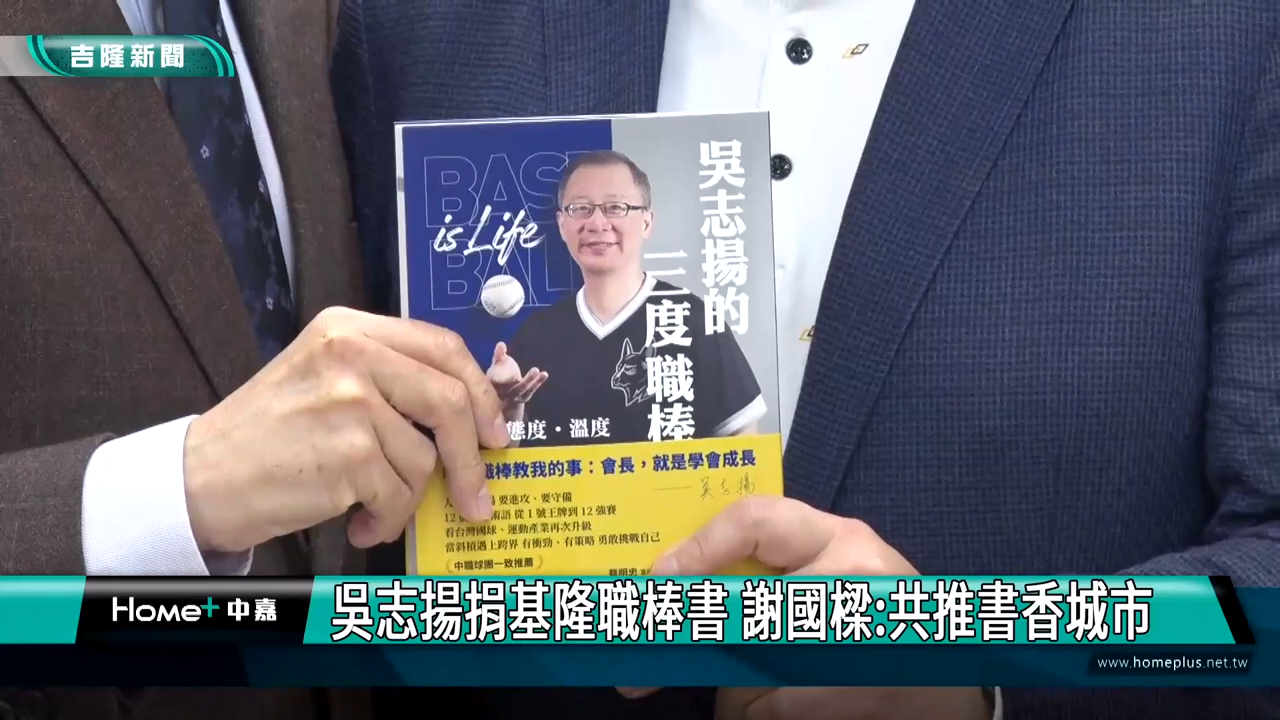 吉隆新聞
BAS
is Life
BALL
吳志揚的
三度職棒
態度・溫度
職棒教我的事：會長，就是學會成長
吳志揚
要進攻、要守備
術語 從1號王牌到12強賽
看台灣國球、運動產業再次升級
當斜槓遇上跨界 有衝勁、有策略 勇敢挑戰自己
中職球團一致推薦
蔡明忠
Home+中嘉
吳志揚捐基隆職棒書 謝國樑:共推書香城市
www.homeplus.net.tw